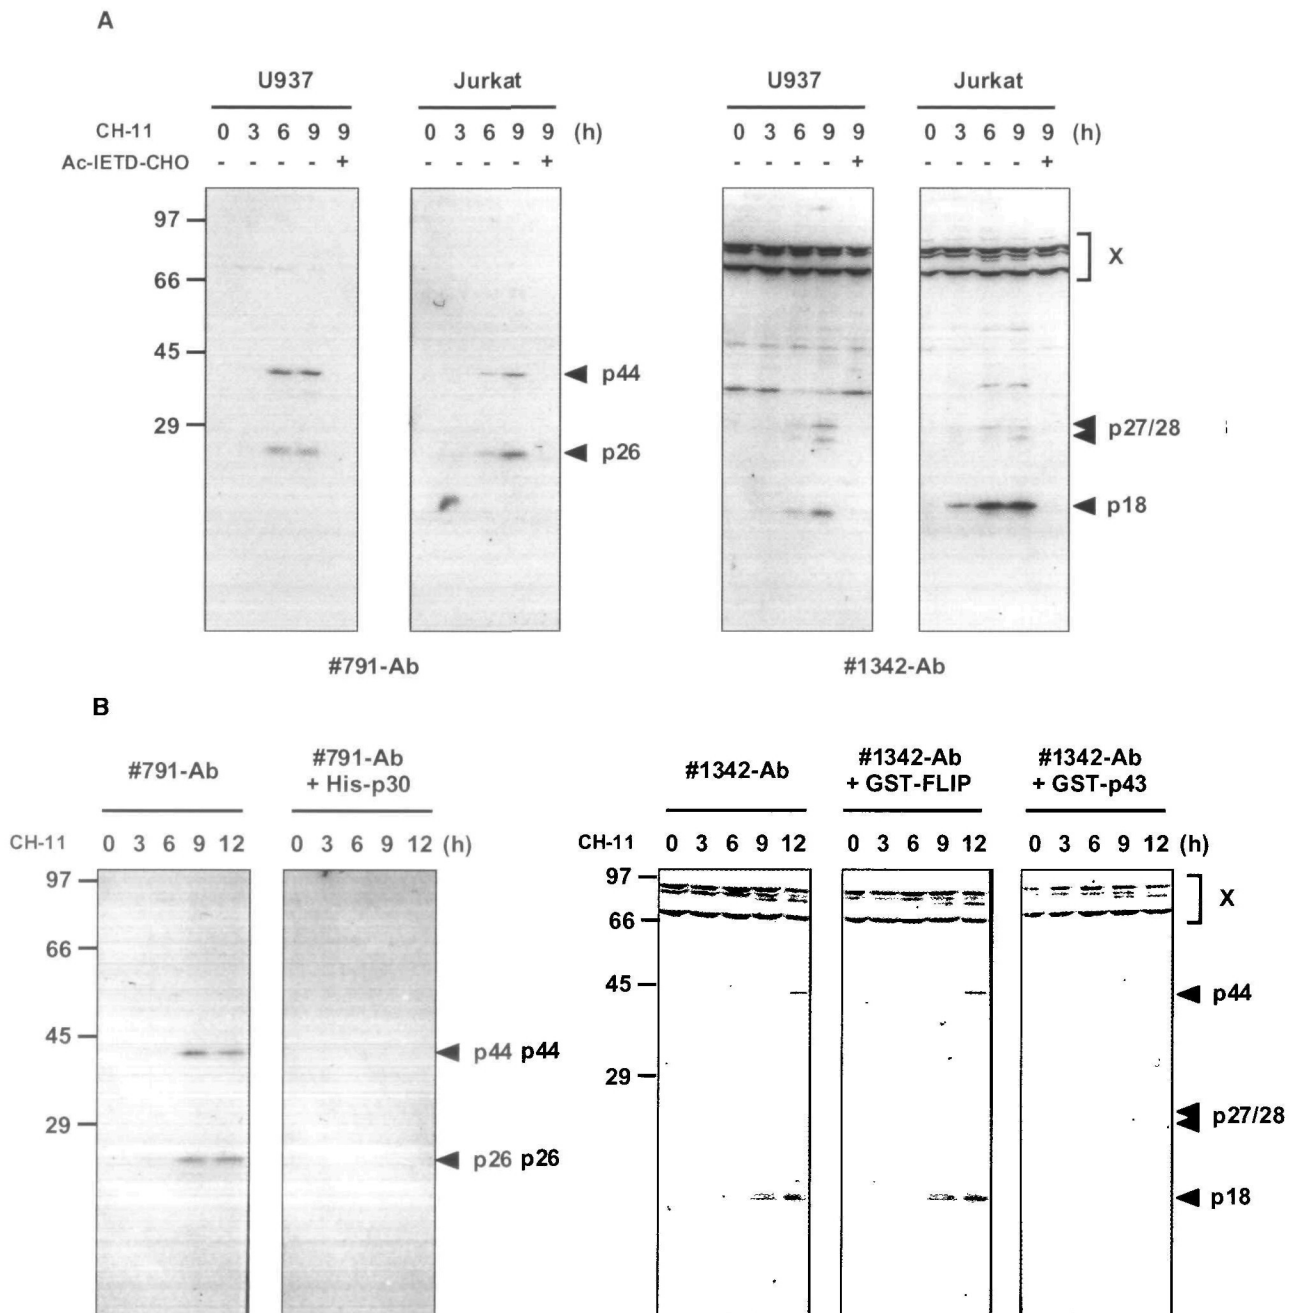 A
U937 Jurkat U937 Jurkat
CH-11 0 3 6 9 9 0 3 6 9 9 (h) 0 3 6 9 9 0 3 6 9 9 (h)
Ac-IETD-CHO - - - - + - - - - + - - - - + - - - - +
97
66
45
29
p44
p26
X
p27/28
p18
#791-Ab #1342-Ab
B
#791-Ab
#791-Ab
+ His-p30
#1342-Ab
#1342-Ab
+ GST-FLIP
#1342-Ab
+ GST-p43
CH-11 0 3 6 9 12 0 3 6 9 12 (h)
CH-11 0 3 6 9 12 0 3 6 9 12 0 3 6 9 12 (h)
97
66
45
29
p44 p44
p26 p26
97
66
45
29
X
p44
p27/28
p18